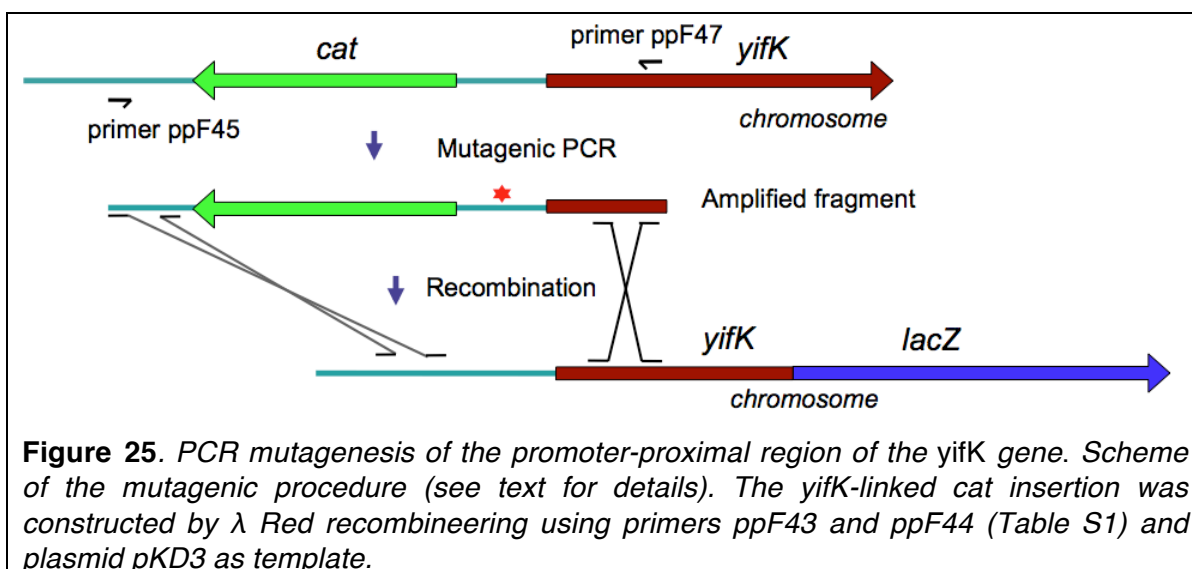 cat
primer ppF47
yifK
primer ppF45
chromosome
Mutagenic PCR
Amplified fragment
Recombination
yifK
lacZ
chromosome
Figure 25. PCR mutagenesis of the promoter-proximal region of the yifK gene. Scheme
of the mutagenic procedure (see text for details). The yifK-linked cat insertion was
constructed by λ Red recombineering using primers ppF43 and ppF44 (Table S1) and
plasmid pKD3 as template.